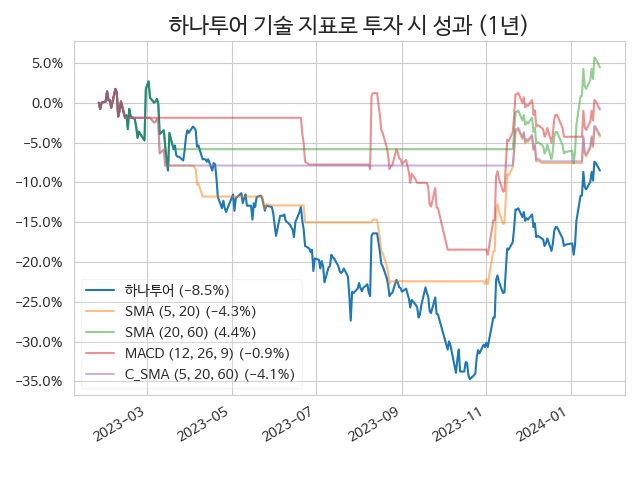 하나투어 기술 지표로 투자 시 성과 (1년)
5.0%
0.0%
−5.0%
−10.0%
−15.0%
−20.0%
−25.0%
−30.0%
−35.0%
하나투어 (−8.5%)
SMA (5, 20) (−4.3%)
SMA (20, 60) (4.4%)
MACD (12, 26, 9) (−0.9%)
C_SMA (5, 20, 60) (−4.1%)
2023-03
2023-05
2023-07
2023-09
2023-11
2024-01